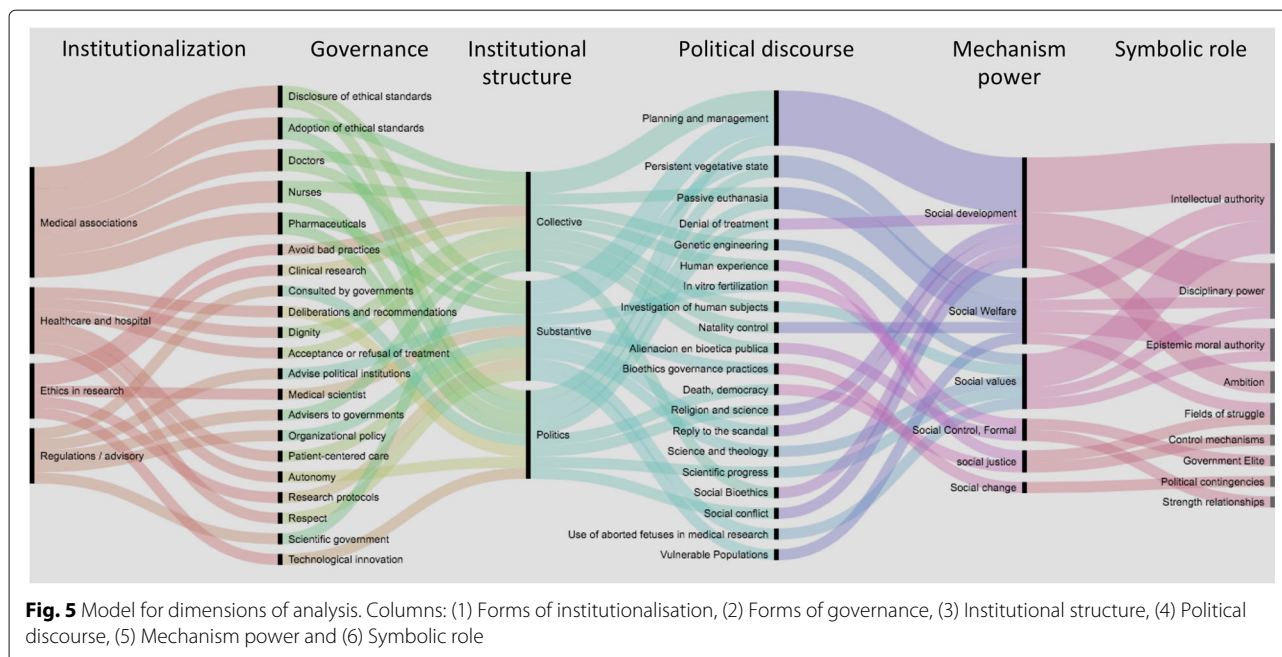 Institutionalization
Governance
Institutional
structure
Political discourse
Mechanism
power
Symbolic role
Medical associations
Healthcare and hospital
Ethics in research
Regulations / advisory
Disclosure of ethical standards
Adoption of ethical standards
Doctors
Nurses
Pharmaceuticals
Avoid bad practices
Clinical research
Consulted by governments
Deliberations and recommendations
Dignity
Acceptance or refusal of treatment
Advise political institutions
Medical scientist
Advisers to governments
Organizational policy
Patient-centered care
Autonomy
Research protocols
Respect
Scientific government
Technological innovation
Collective
Substantive
Politics
Planning and management
Persistent vegetative state
Passive euthanasia
Denial of treatment
Genetic engineering
Human experience
In vitro fertilization
Investigation of human subjects
Natality control
Alienacion en bioetica publica
Bioethics governance practices
Death, democracy
Religion and science
Reply to the scandal
Science and theology
Scientific progress
Social Bioethics
Social conflict
Use of aborted fetuses in medical research
Vulnerable Populations
Social development
Social Welfare
Social values
Social Control, Formal
social justice
Social change
Intellectual authority
Disciplinary power
Epistemic moral authority
Ambition
Fields of struggle
Control mechanisms
Government Elite
Political contingencies
Strength relationships
Fig. 5 Model for dimensions of analysis. Columns: (1) Forms of institutionalisation, (2) Forms of governance, (3) Institutional structure, (4) Political
discourse, (5) Mechanism power and (6) Symbolic role